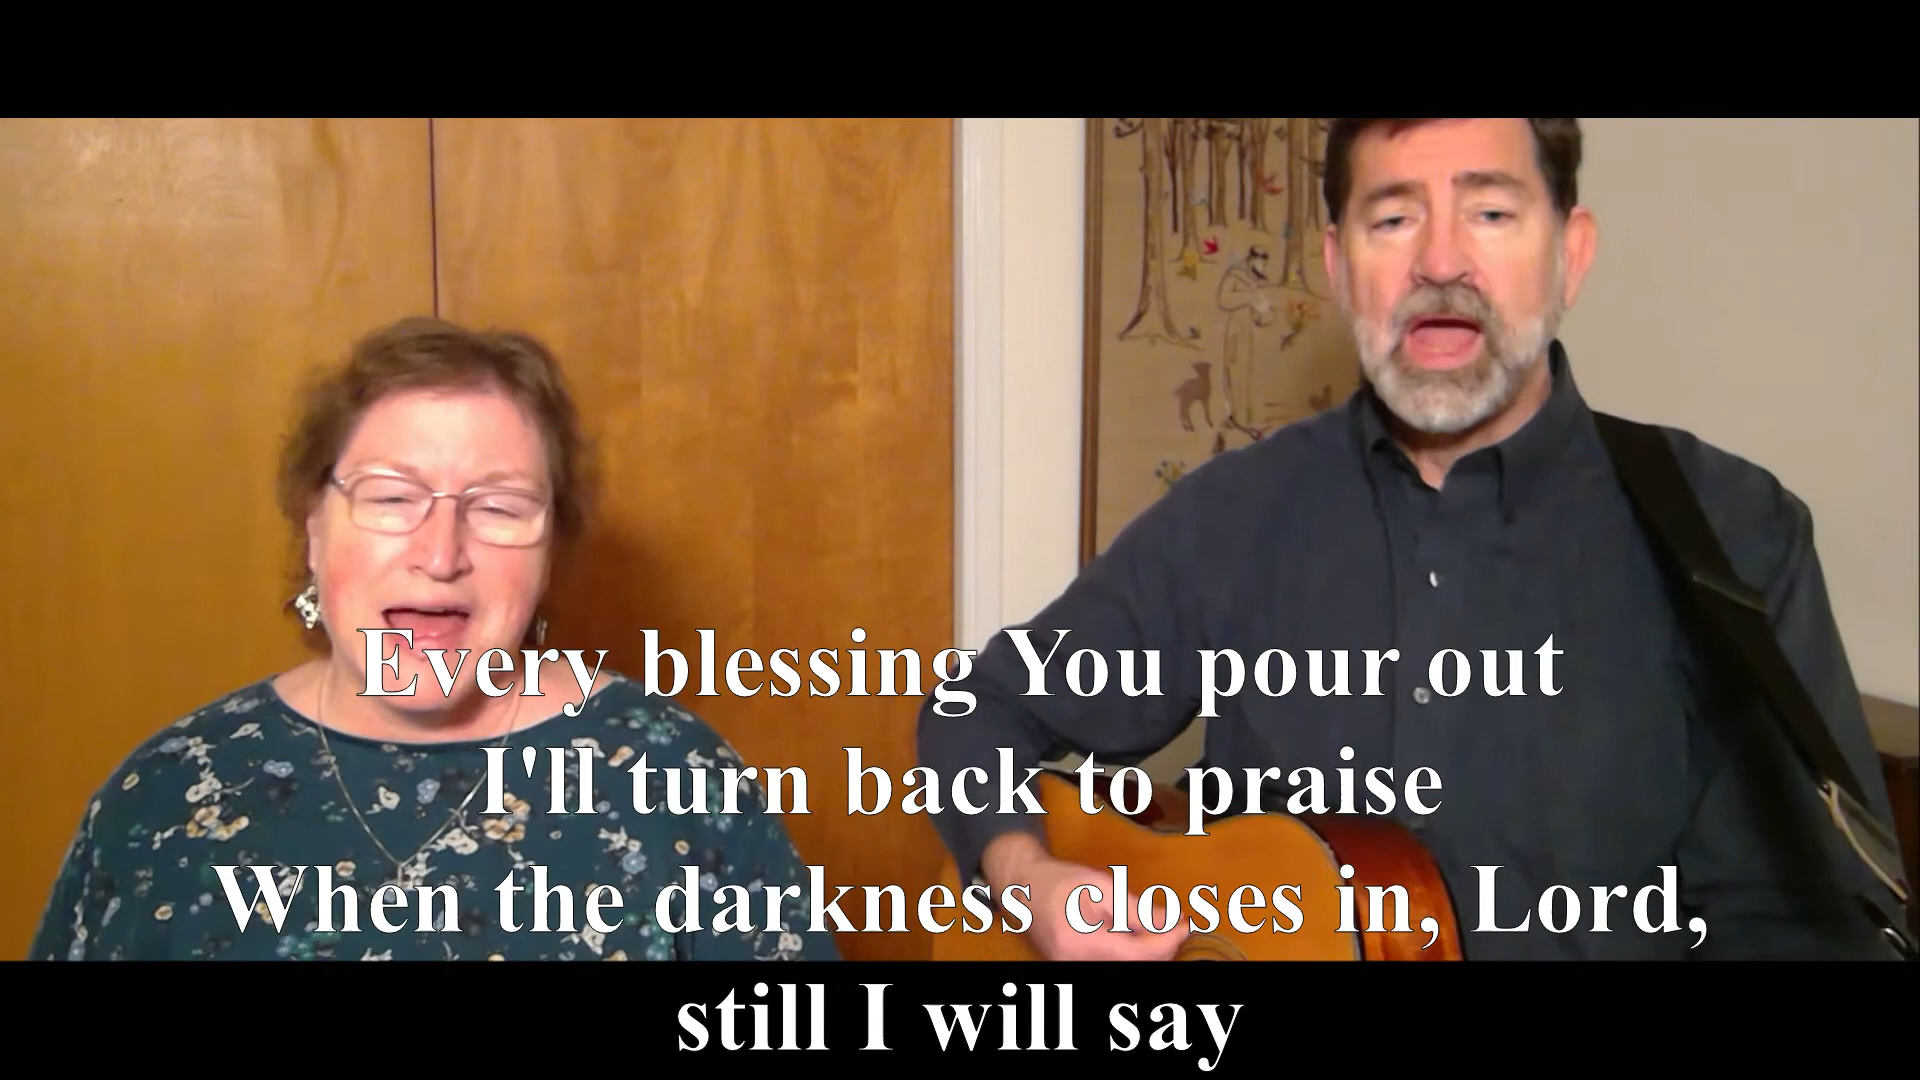 Every blessing You pour out
I'll turn back to praise
When the darkness closes in, Lord,
still I will say